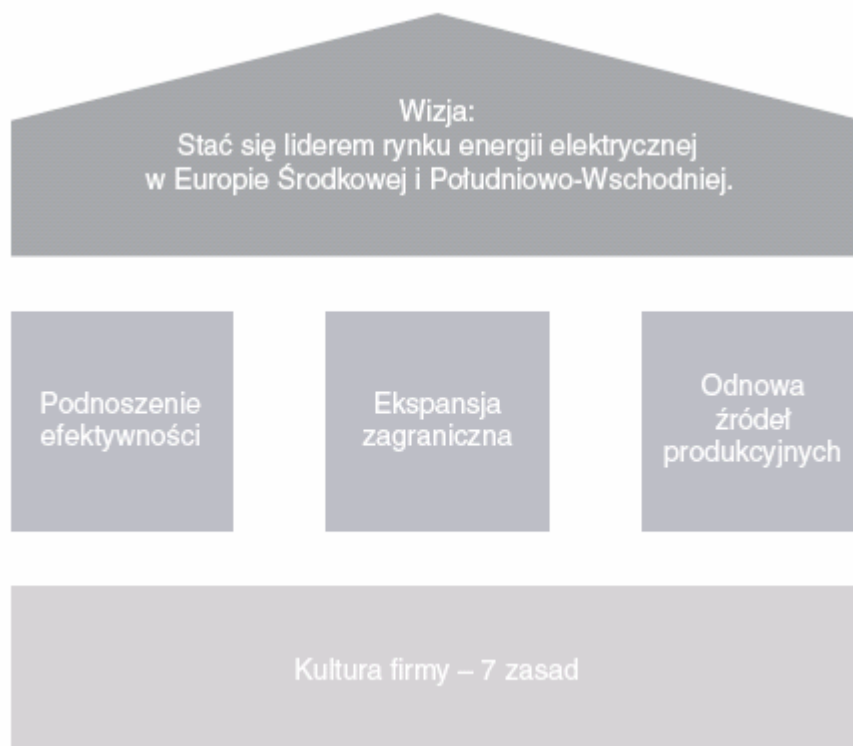 Wizja:
Stać się liderem rynku energii elektrycznej
w Europie Środkowej i Południowo-Wschodniej.
Podnoszenie
efektywności
Ekspansja
zagraniczna
Odnowa
źródeł
produkcyjnych
Kultura firmy – 7 zasad